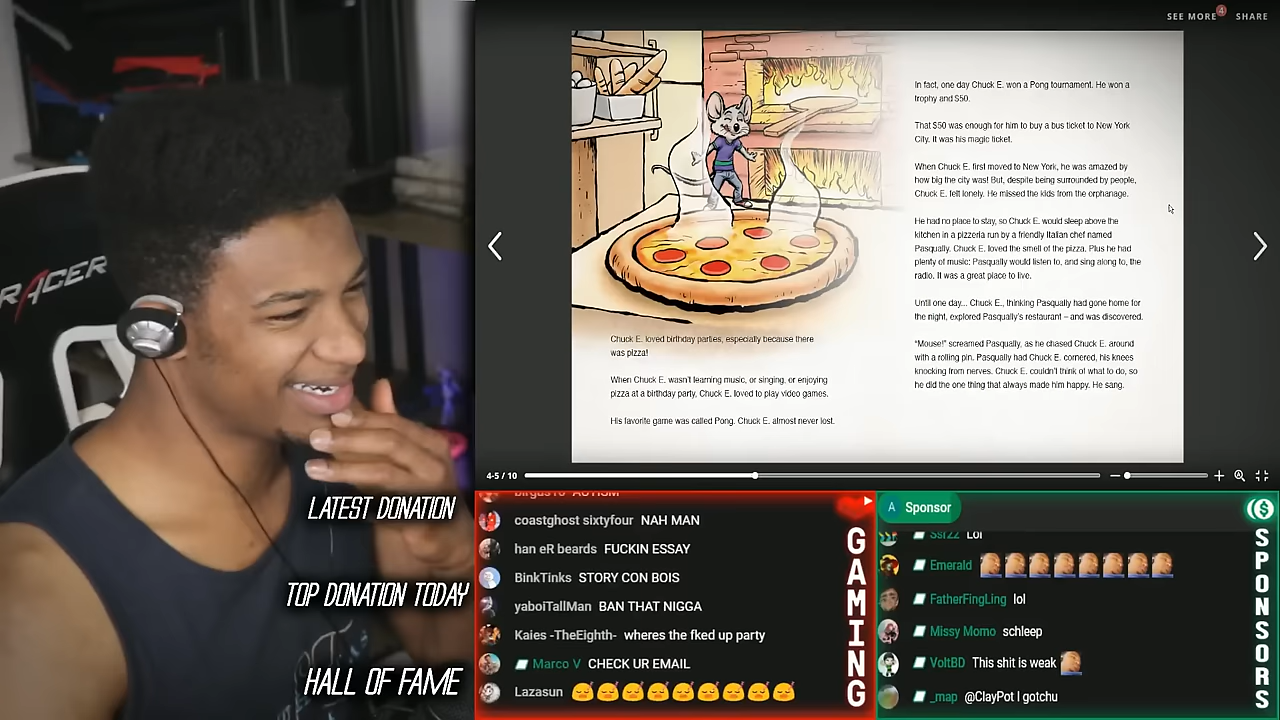 SEE MORE 4 SHARE
In fact, one day Chuck E. won a Pong tournament. He won a
trophy and $50.
That $50 was enough for him to buy a bus ticket to New York
City. It was his magic ticket.
When Chuck E. first moved to New York, he was amazed by
how big the city was! But, despite being surrounded by people,
Chuck E. felt lonely. He missed the kids from the orphanage.
He had no place to stay, so Chuck E. would sleep above the
kitchen in a pizzeria run by a friendly Italian chef named
Pasqually. Chuck E. loved the smell of the pizza. Plus he had
plenty of music: Pasqually would listen to, and sing along to, the
radio. It was a great place to live.
Until one day... Chuck E., thinking Pasqually had gone home for
the night, explored Pasqually's restaurant – and was discovered.
"Mouse!" screamed Pasqually, as he chased Chuck E. around
with a rolling pin. Pasqually had Chuck E. cornered, his knees
knocking from nerves. Chuck E. couldn't think of what to do, so
he did the one thing that always made him happy. He sang.
Chuck E. loved birthday parties, especially because there
was pizza!
When Chuck E. wasn't learning music, or singing, or enjoying
pizza at a birthday party, Chuck E. loved to play video games.
His favorite game was called Pong. Chuck E. almost never lost.
4-5 / 10
RACER
LATEST DONATION
TOP DONATION TODAY
HALL OF FAME
AUTISM
coastghost sixtyfour NAH MAN
han eR beards FUCKIN ESSAY
BinkTinks STORY CON BOIS
yaboiTallMan BAN THAT NIGGA
Kaies -TheEighth- wheres the fked up party
Marco V CHECK UR EMAIL
Lazasun
GAMING
A Sponsor
Ssr22 Lol
Emerald
FatherFingLing lol
Missy Momo schleep
VoltBD This shit is weak
_map @ClayPot I gotchu
SPONSORS